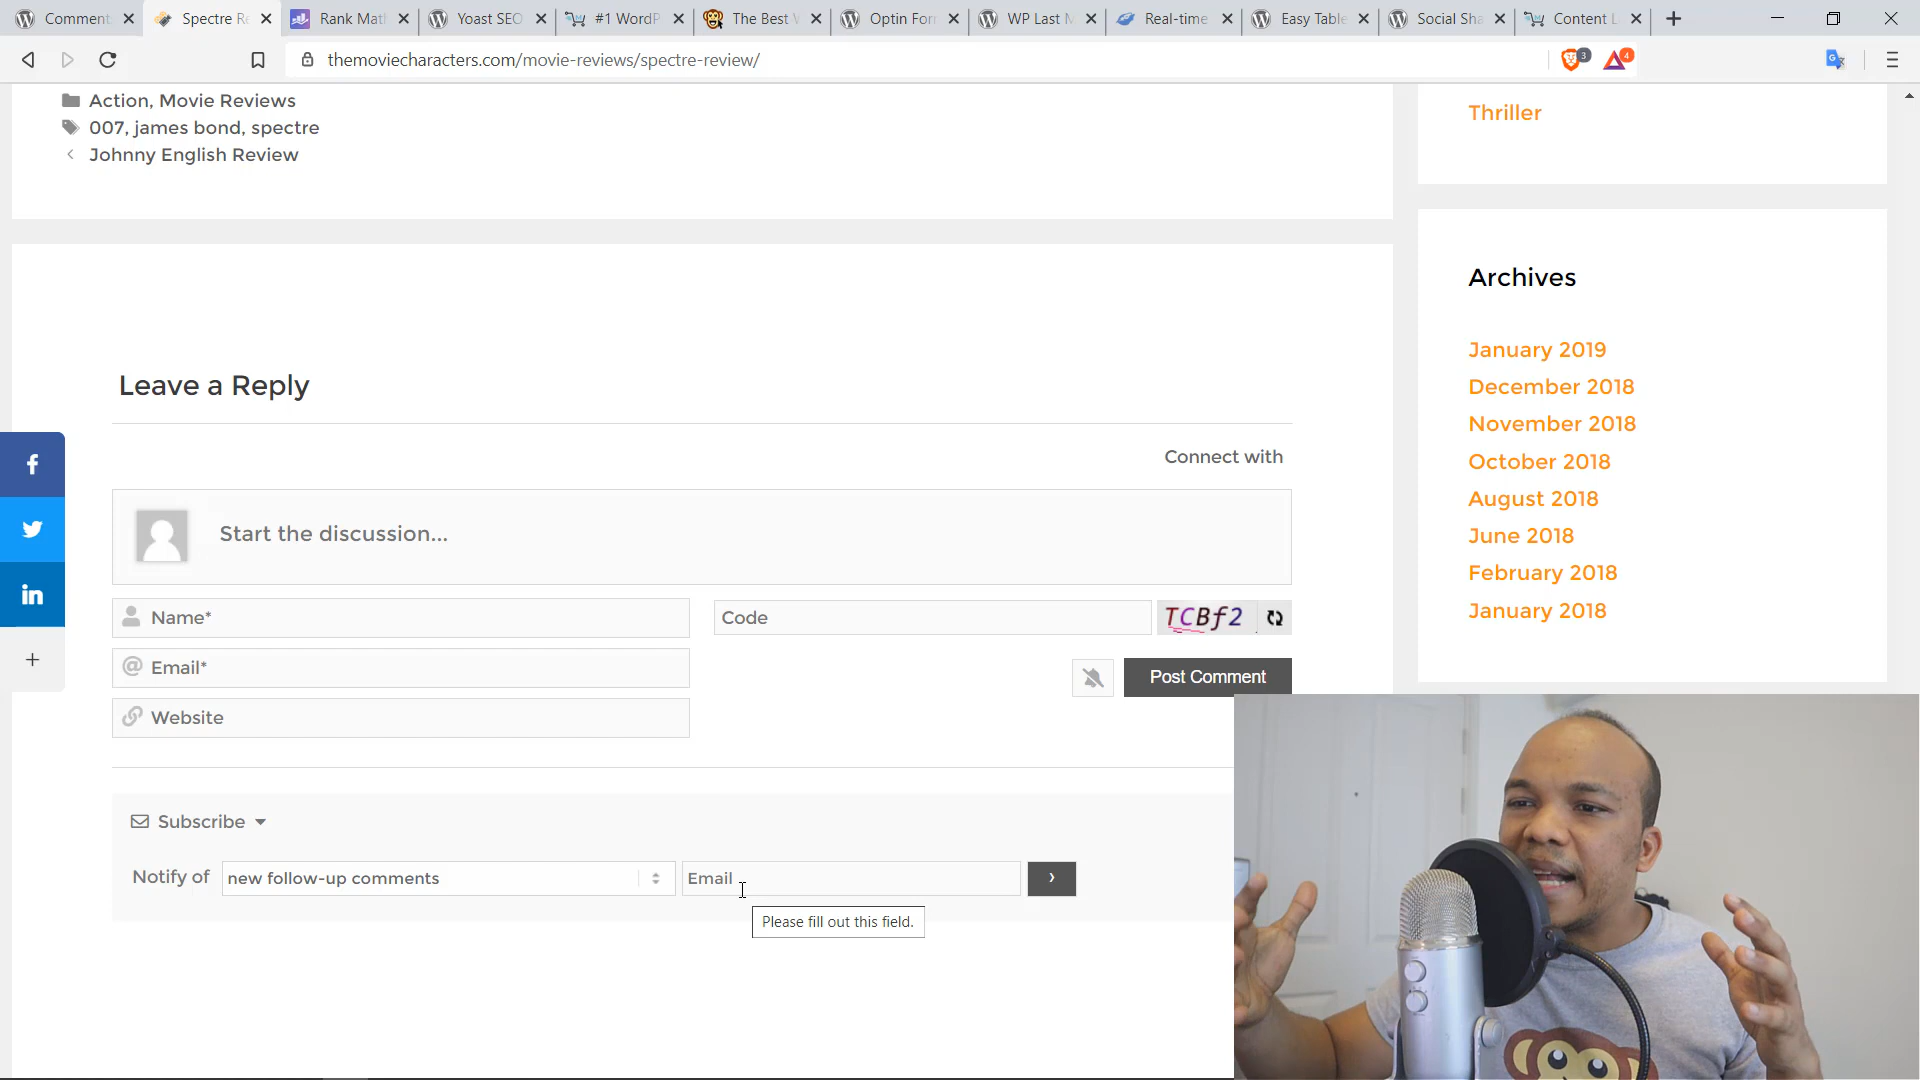 Comment
Spectre Re
Rank Mat
Yoast SEO
#1 WordP
The Best
Optin For
WP Last M
Real-time
Easy Table
Social Sha
Content L
themoviecharacters.com/movie-reviews/spectre-review/
3
4
Action, Movie Reviews
007, james bond, spectre
Johnny English Review
Thriller
Archives
January 2019
December 2018
November 2018
October 2018
August 2018
June 2018
February 2018
January 2018
Leave a Reply
Connect with
Start the discussion...
Name*
Code
TCBf2
Email*
Post Comment
Website
Subscribe
Notify of
new follow-up comments
Email
Please fill out this field.